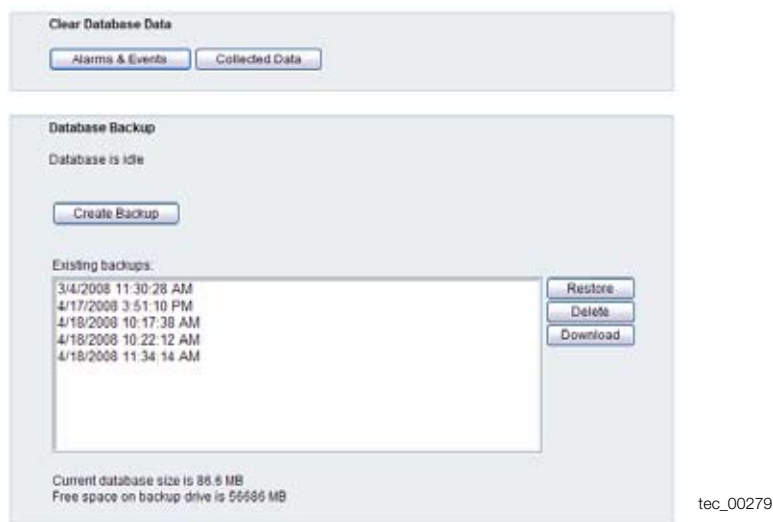 Clear Database Data
Alarms & Events
Collected Data
Database Backup
Database is idle
Create Backup
Existing backups:
3/4/2008 11:30:28 AM
4/17/2008 3:51:10 PM
4/18/2008 10:17:38 AM
4/18/2008 10:22:12 AM
4/18/2008 11:34:14 AM
Restore
Delete
Download
Current database size is 86.6 MB
Free space on backup drive is 56686 MB
tec_00279